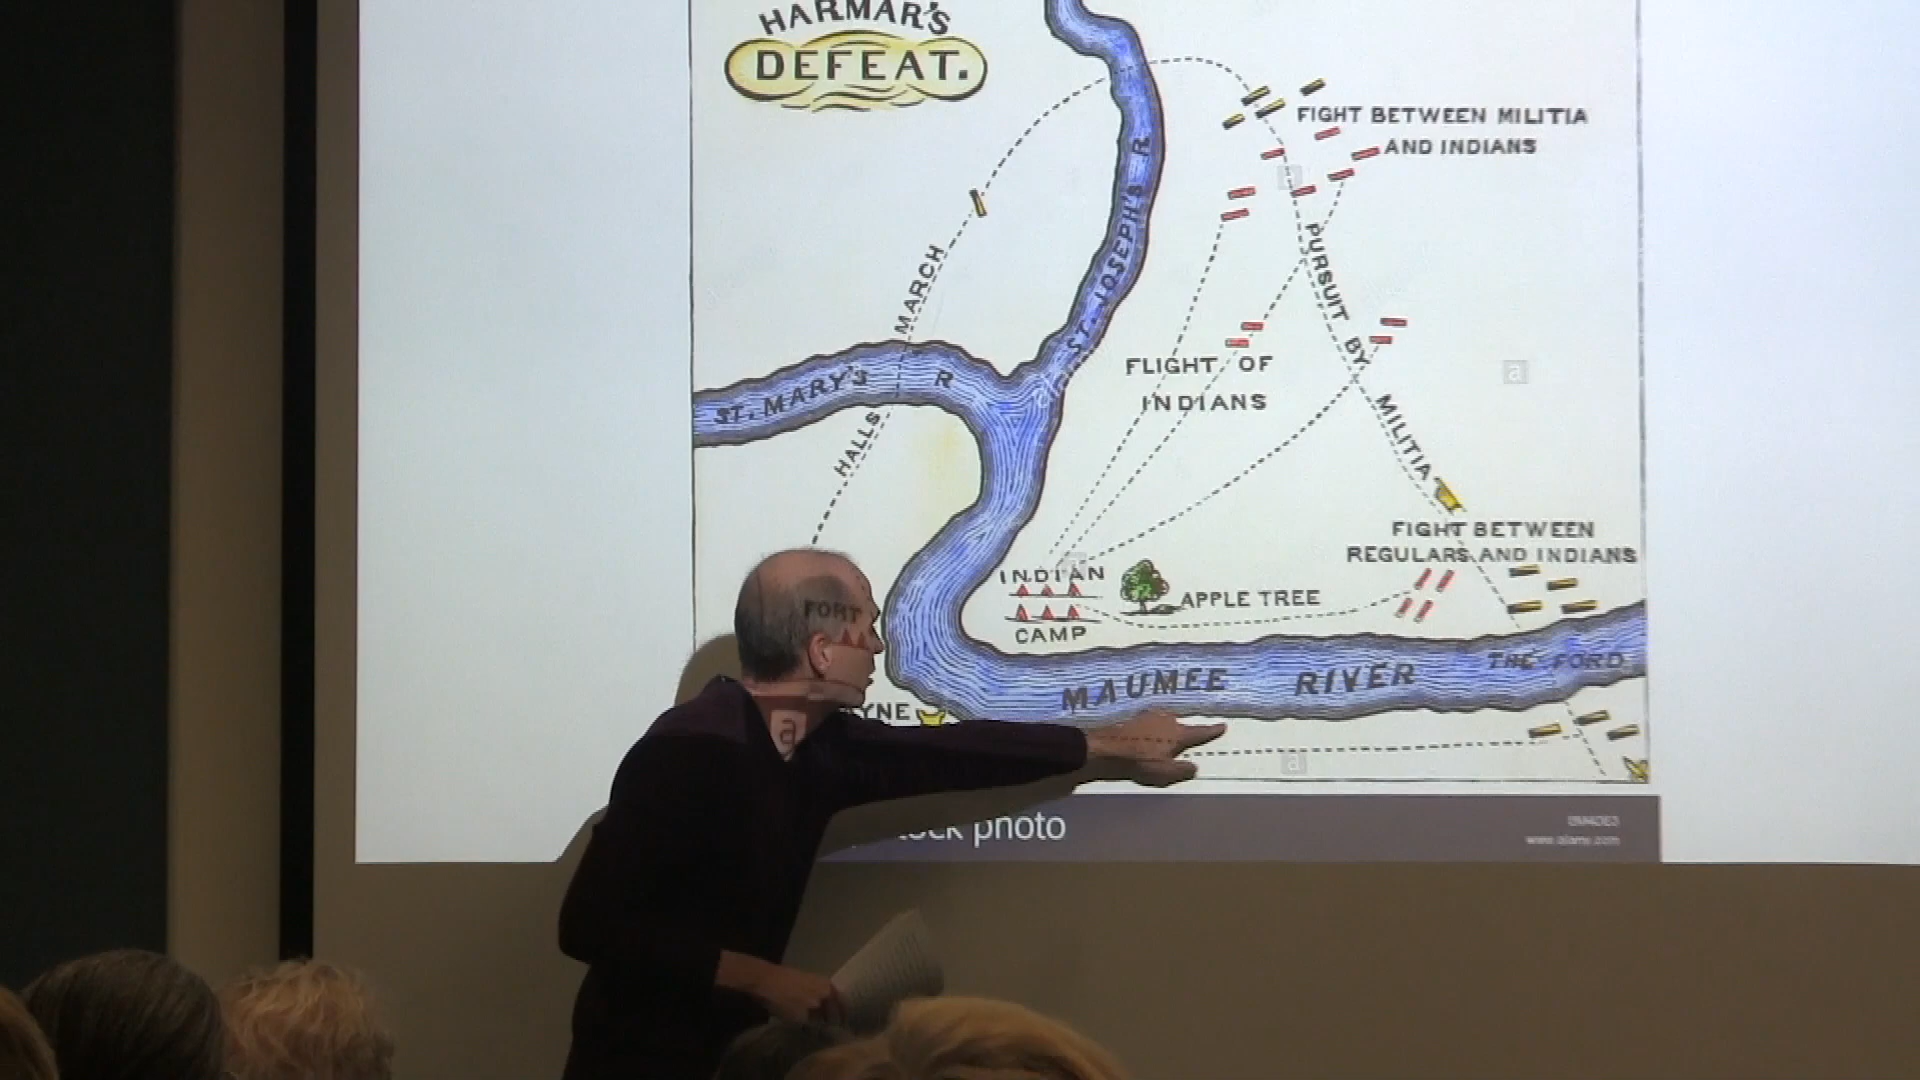 HARMAR'S
DEFEAT.
FIGHT BETWEEN MILITIA
AND INDIANS
ST. JOSEPH'S R
HALLS MARCH
PURSUIT BY MILITIA
ST. MARY'S R
FLIGHT OF
INDIANS
FIGHT BETWEEN
REGULARS AND INDIANS
INDIAN
CAMP
APPLE TREE
FORT
YNE
MAUMEE RIVER
THE FORD
a
a
a
a
ock photo
www.alamy.com